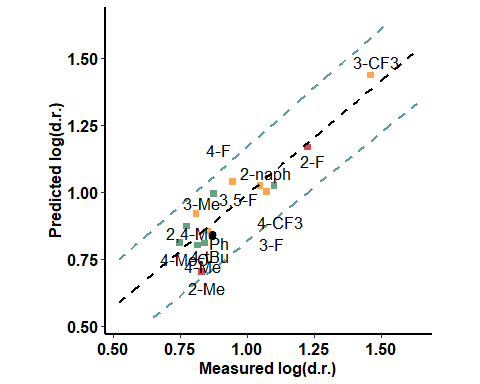 1.50
1.25
1.00
0.75
0.50
Predicted log(d.r.)
3-CF3
4-F
2-F
2-naph
3,5-F
3-Me
4-CF3
2,4-Me
3-F
Ph
4-tBu
4-Me
2-Me
0.50 0.75 1.00 1.25 1.50
Measured log(d.r.)